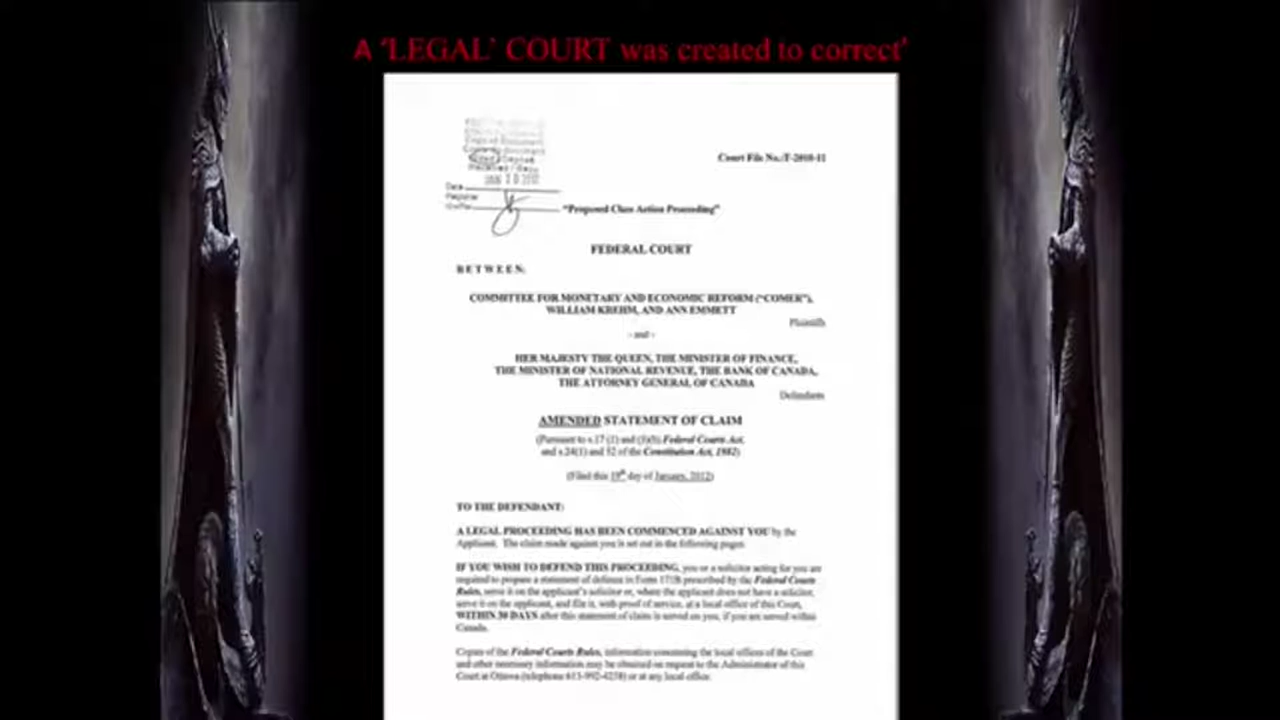 A 'LEGAL' COURT was created to correct'
Court File No.:T-2010-11
Date
Registrar
"Proposed Class Action Proceeding"
FEDERAL COURT
BETWEEN:
COMMITTEE FOR MONETARY AND ECONOMIC REFORM ("COMER"),
WILLIAM KREHM, AND ANN EMMETT
Plaintiffs
- and -
HER MAJESTY THE QUEEN, THE MINISTER OF FINANCE,
THE MINISTER OF NATIONAL REVENUE, THE BANK OF CANADA,
THE ATTORNEY GENERAL OF CANADA
Defendants
AMENDED STATEMENT OF CLAIM
(Pursuant to s.17 (1) and (5)(b) Federal Courts Act,
and s.24(1) and 52 of the Constitution Act, 1982)
(Filed this 19th day of January, 2012)
TO THE DEFENDANT:
A LEGAL PROCEEDING HAS BEEN COMMENCED AGAINST YOU by the
Applicant. The claim made against you is set out in the following pages.
IF YOU WISH TO DEFEND THIS PROCEEDING, you or a solicitor acting for you are
required to prepare a statement of defence in Form 171B prescribed by the Federal Courts
Rules, serve it on the applicant's solicitor or, where the applicant does not have a solicitor,
serve it on the applicant, and file it, with proof of service, at a local office of this Court,
WITHIN 30 DAYS after this statement of claim is served on you, if you are served within
Canada.
Copies of the Federal Courts Rules, information concerning the local offices of the Court
and other necessary information may be obtained on request to the Administrator of this
Court at Ottawa (telephone 613-992-4238) or at any local office.